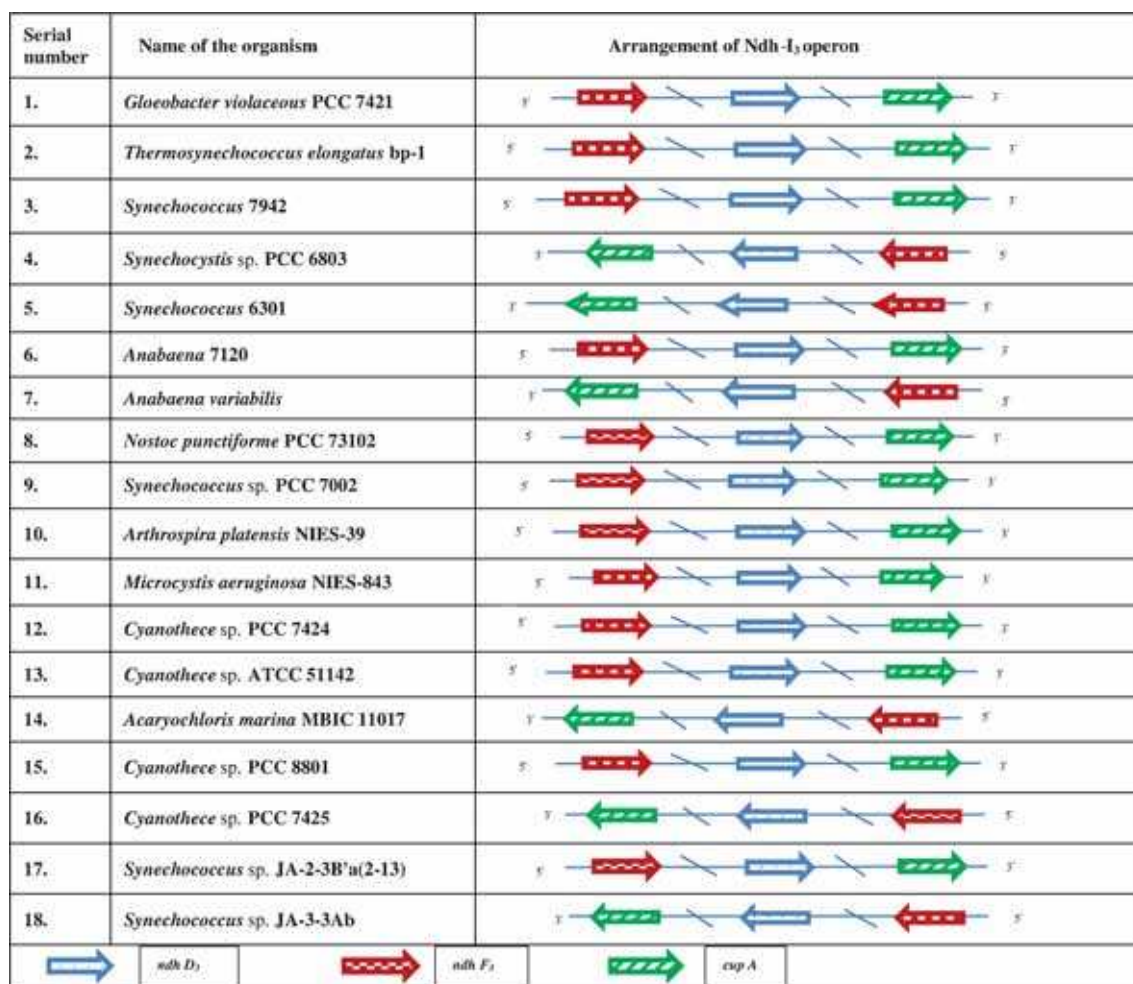 Serial
number
Name of the organism
Arrangement of Ndh-I₃ operon
1. Gloeobacter violaceous PCC 7421
2. Thermosynechococcus elongatus bp-1
3. Synechococcus 7942
4. Synechocystis sp. PCC 6803
5. Synechococcus 6301
6. Anabaena 7120
7. Anabaena variabilis
8. Nostoc punctiforme PCC 73102
9. Synechococcus sp. PCC 7002
10. Arthrospira platensis NIES-39
11. Microcystis aeruginosa NIES-843
12. Cyanothece sp. PCC 7424
13. Cyanothece sp. ATCC 51142
14. Acaryochloris marina MBIC 11017
15. Cyanothece sp. PCC 8801
16. Cyanothece sp. PCC 7425
17. Synechococcus sp. JA-2-3B'a(2-13)
18. Synechococcus sp. JA-3-3Ab
ndh D₃ ndh F₃ cup A